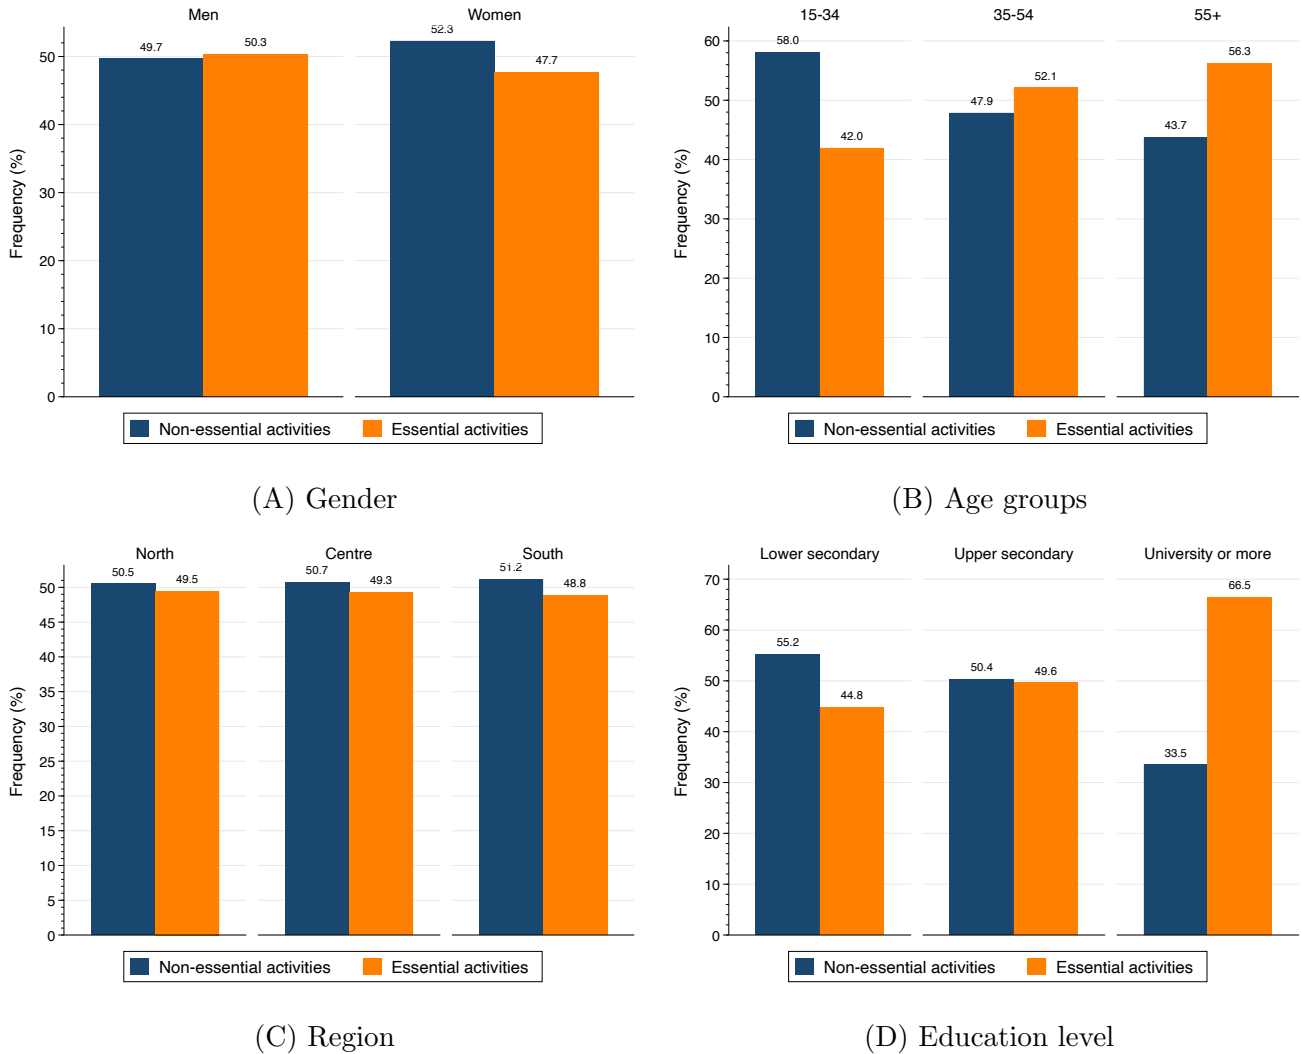 Men Women
Frequency (%)
50
40
30
20
10
0
49.7 50.3 52.3 47.7
Non-essential activities Essential activities
(A) Gender
15-34 35-54 55+
Frequency (%)
60
50
40
30
20
10
0
58.0 42.0 47.9 52.1 43.7 56.3
Non-essential activities Essential activities
(B) Age groups
North Centre South
Frequency (%)
50
45
40
35
30
25
20
15
10
5
0
50.5 49.5 50.7 49.3 51.2 48.8
Non-essential activities Essential activities
(C) Region
Lower secondary Upper secondary University or more
Frequency (%)
70
60
50
40
30
20
10
0
55.2 44.8 50.4 49.6 33.5 66.5
Non-essential activities Essential activities
(D) Education level